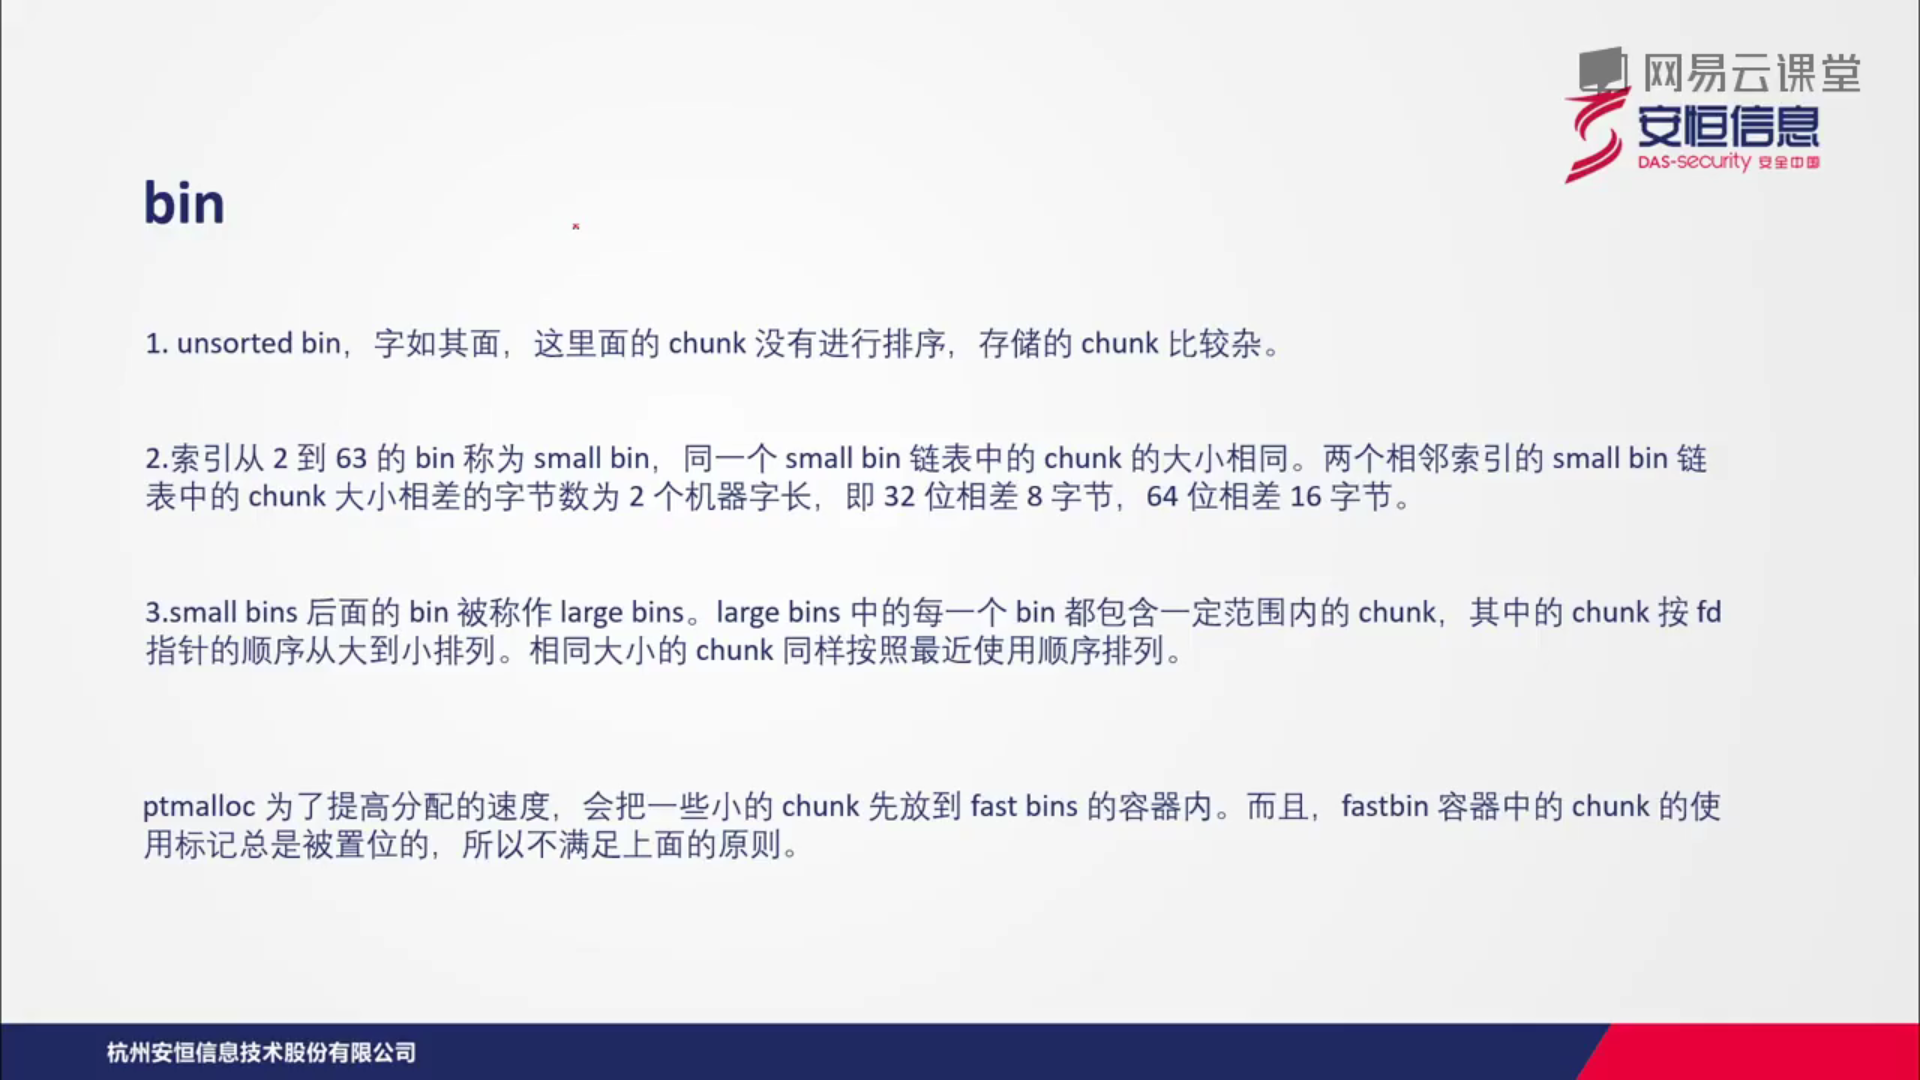 网易云课堂
安恒信息
DAS-security 安全中国
bin
1. unsorted bin，字如其面，这里面的 chunk 没有进行排序，存储的 chunk 比较杂。
2.索引从 2 到 63 的 bin 称为 small bin，同一个 small bin 链表中的 chunk 的大小相同。两个相邻索引的 small bin 链
表中的 chunk 大小相差的字节数为 2 个机器字长，即 32 位相差 8 字节，64 位相差 16 字节。
3.small bins 后面的 bin 被称作 large bins。large bins 中的每一个 bin 都包含一定范围内的 chunk，其中的 chunk 按 fd
指针的顺序从大到小排列。相同大小的 chunk 同样按照最近使用顺序排列。
ptmalloc 为了提高分配的速度，会把一些小的 chunk 先放到 fast bins 的容器内。而且，fastbin 容器中的 chunk 的使
用标记总是被置位的，所以不满足上面的原则。
杭州安恒信息技术股份有限公司